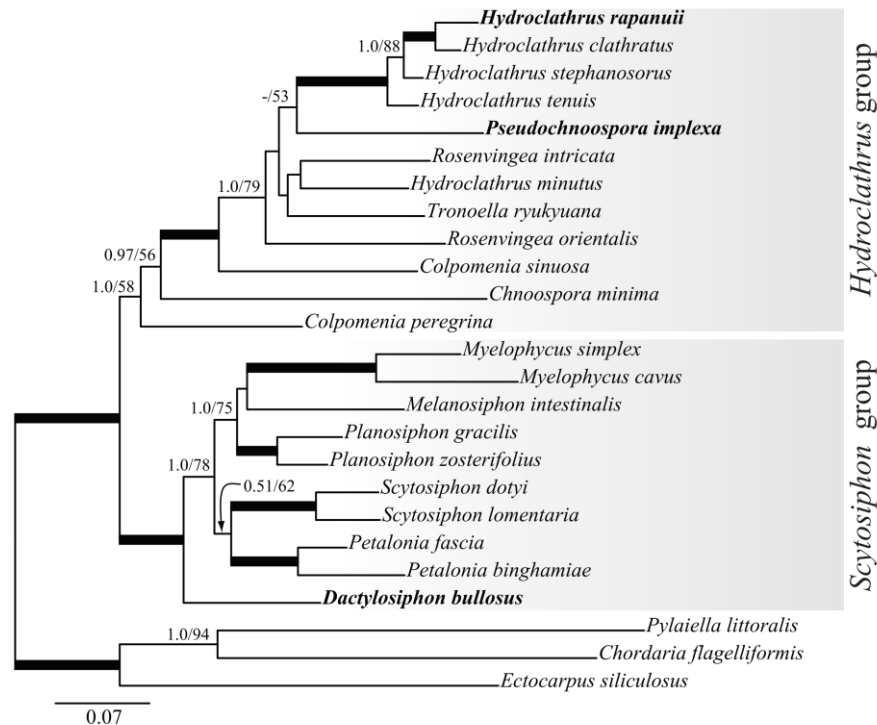 Hydroclathrus rapanuii
1.0/88
Hydroclathrus clathratus
Hydroclathrus stephanosorus
-/53
Hydroclathrus tenuis
Pseudochnoospora implexa
Rosenvingea intricata
1.0/79
Hydroclathrus minutus
Tronoella ryukyuana
Rosenvingea orientalis
0.97/56
Colpomenia sinuosa
1.0/58
Chnoospora minima
Colpomenia peregrina
Hydroclathrus group
Myelophycus simplex
Myelophycus cavus
1.0/75
Melanosiphon intestinalis
Planosiphon gracilis
1.0/78
Planosiphon zosterifolius
0.51/62
Scytosiphon dotyi
Scytosiphon lomentaria
Petalonia fascia
Petalonia binghamiae
Dactylosiphon bullosus
Scytosiphon group
Pylaiella littoralis
1.0/94
Chordaria flagelliformis
Ectocarpus siliculosus
0.07